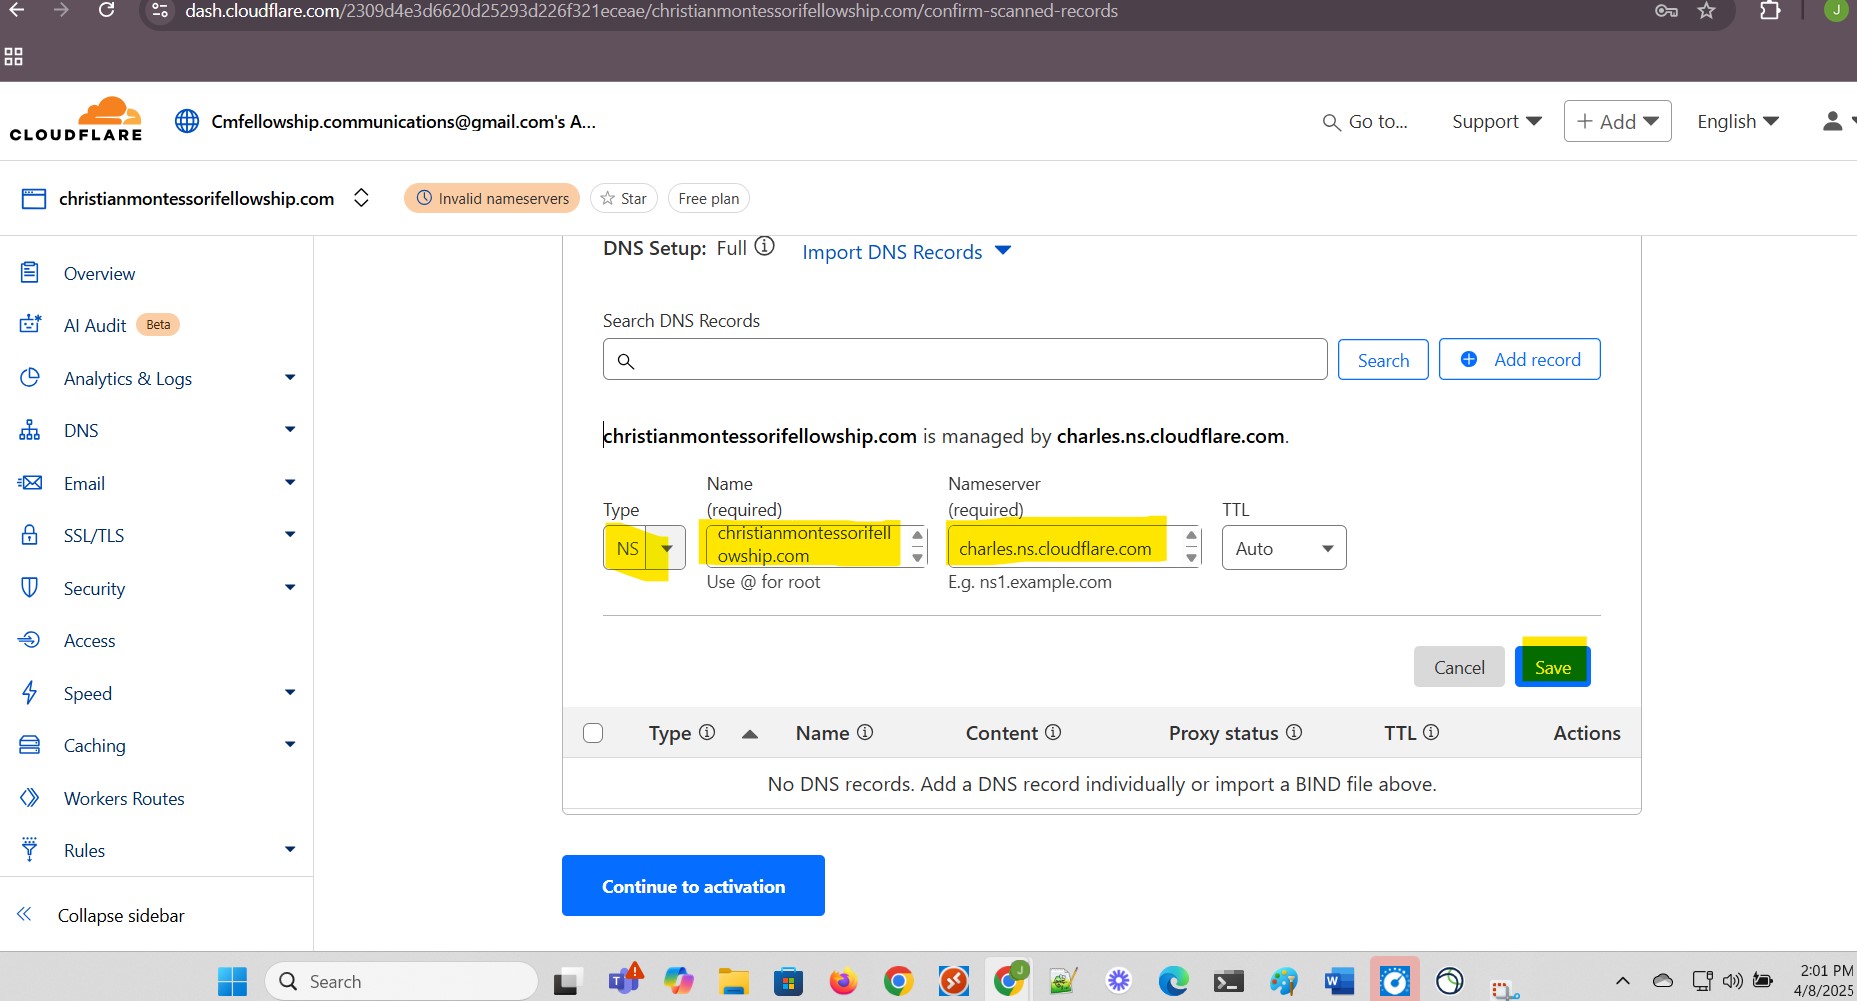 dash.cloudflare.com/2309d4e3d6620d25293d226f321eceae/christianmontessorifellowship.com/confirm-scanned-records
J
CLOUDFLARE
Cmfellowship.communications@gmail.com's A...
Go to...
Support
+ Add
English
christianmontessorifellowship.com
Invalid nameservers
Star
Free plan
Overview
AI Audit
Beta
Analytics & Logs
DNS
Email
SSL/TLS
Security
Access
Speed
Caching
Workers Routes
Rules
Collapse sidebar
DNS Setup: Full
Import DNS Records
Search DNS Records
Search
Add record
christianmontessorifellowship.com is managed by charles.ns.cloudflare.com.
Type
Name
(required)
Nameserver
(required)
TTL
NS
christianmontessorifell
owship.com
charles.ns.cloudflare.com
Auto
Use @ for root
E.g. ns1.example.com
Cancel
Save
Type
Name
Content
Proxy status
TTL
Actions
No DNS records. Add a DNS record individually or import a BIND file above.
Continue to activation
Search
J
2:01 PM
4/8/2025